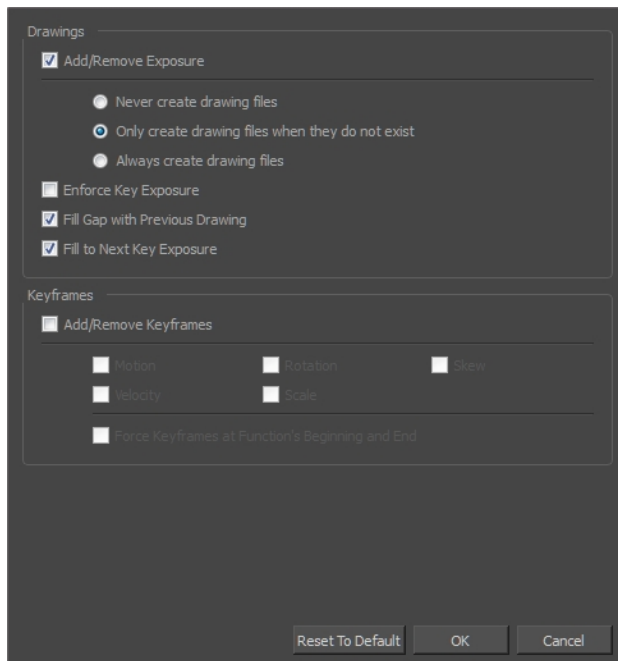 Drawings
Add/Remove Exposure
Never create drawing files
Only create drawing files when they do not exist
Always create drawing files
Enforce Key Exposure
Fill Gap with Previous Drawing
Fill to Next Key Exposure
Keyframes
Add/Remove Keyframes
Motion Rotation Skew
Velocity Scale
Force Keyframes at Function's Beginning and End
Reset To Default OK Cancel